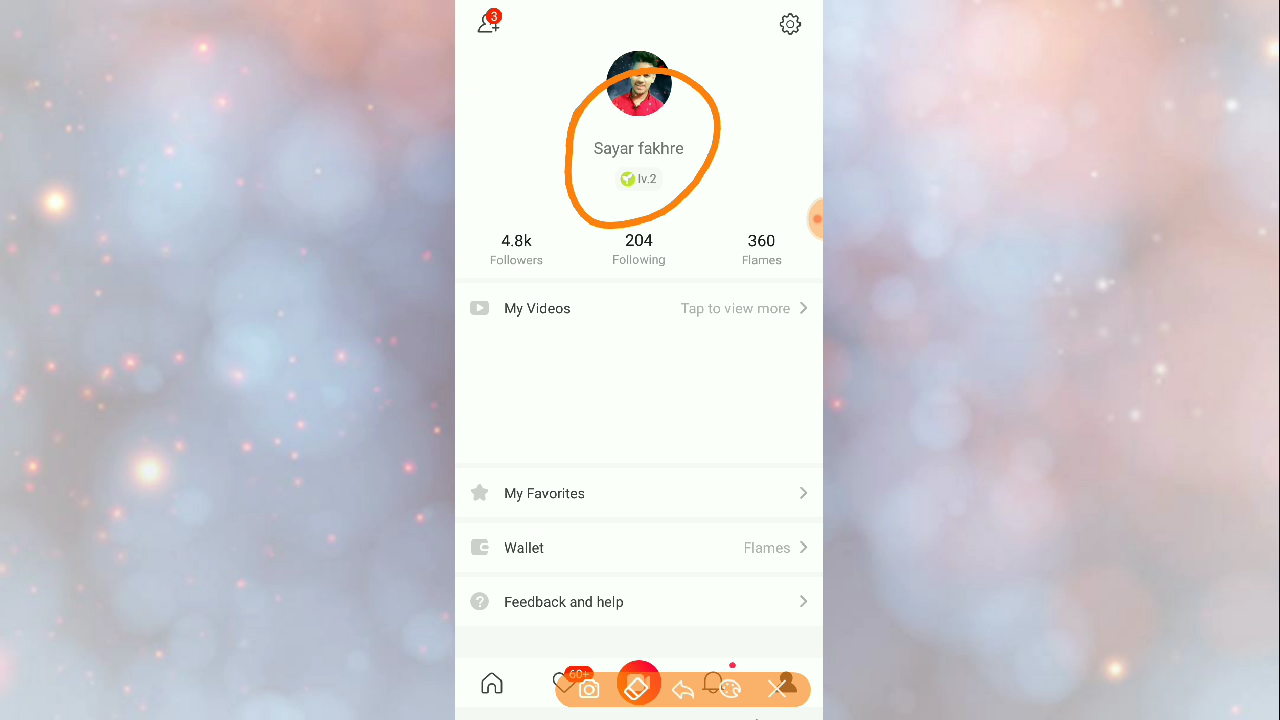 3
Sayar fakhre
lv.2
4.8k 204 360
Followers Following Flames
My Videos Tap to view more
My Favorites
Wallet Flames
Feedback and help
60+